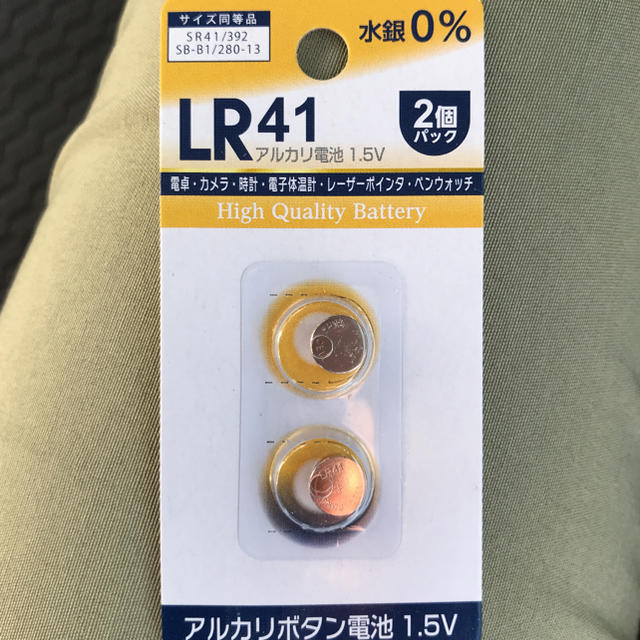 サイズ同等品
SR41/392
SB-B1/280-13
水銀0%
LR41
アルカリ電池 1.5V
2個
パック
電卓・カメラ・時計・電子体温計・レーザーポインタ・ペンウォッチ
High Quality Battery
LR41
アルカリボタン電池 1.5V